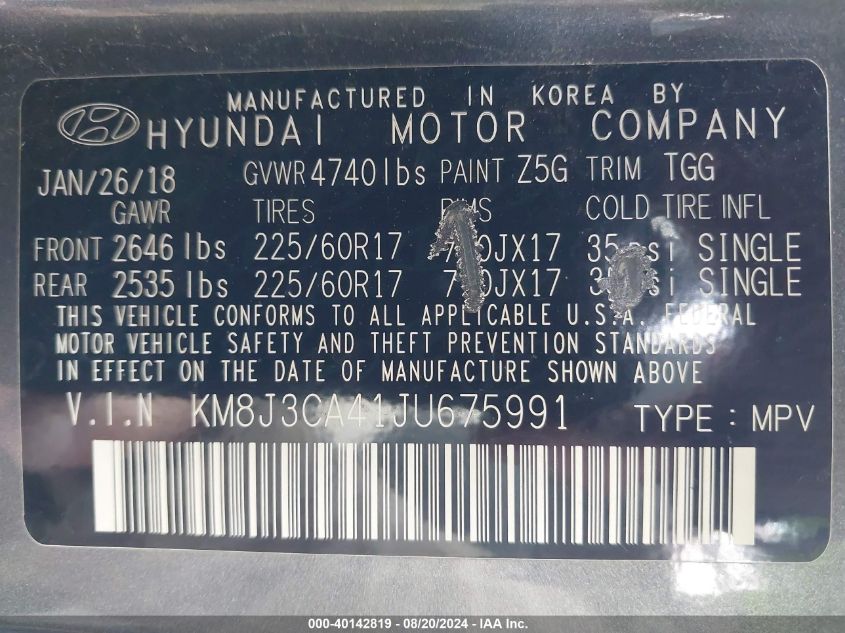 MANUFACTURED IN KOREA BY
HYUNDAI MOTOR COMPANY
JAN/26/18 GVWR 4740lbs PAINT Z5G TRIM TGG
GAWR TIRES COLD TIRE INFL
FRONT 2646 lbs 225/60R17 SINGLE
REAR 2535 lbs 225/60R17 SINGLE
THIS VEHICLE CONFORMS TO ALL APPLICABLE U.S.A. FEDERAL
MOTOR VEHICLE SAFETY AND THEFT PREVENTION STANDARDS
IN EFFECT ON THE DATE OF MANUFACTURE SHOWN ABOVE
V.I.N KM8J3CA41JU675991 TYPE : MPV
000-40142819 - 08/20/2024 - IAA Inc.